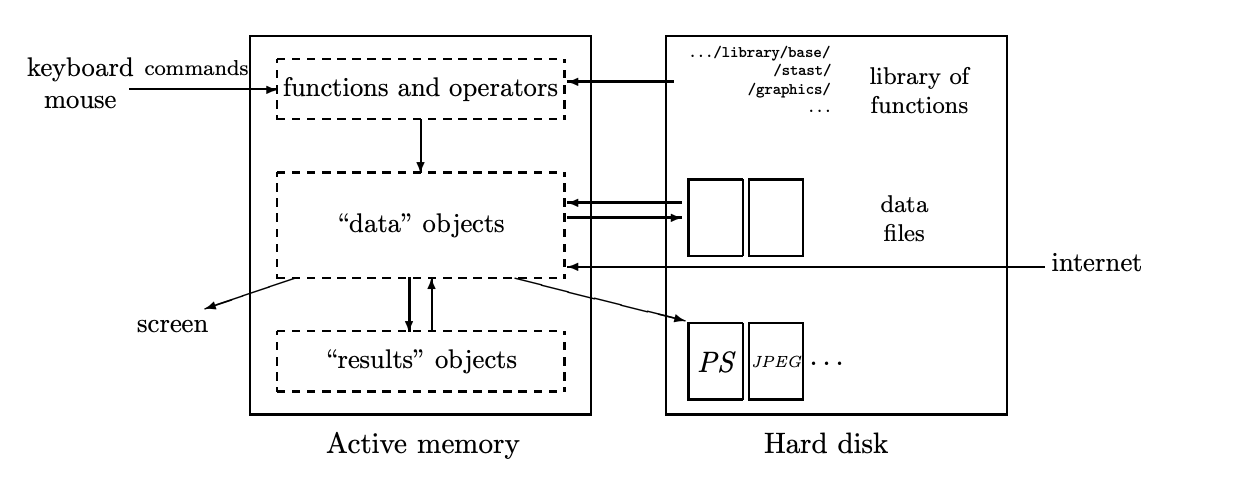 .../library/base/
/stast/
/graphics/
...
library of
functions
keyboard
mouse
commands
functions and operators
“data” objects
data
files
internet
screen
“results” objects
PS
JPEG
...
Active memory
Hard disk